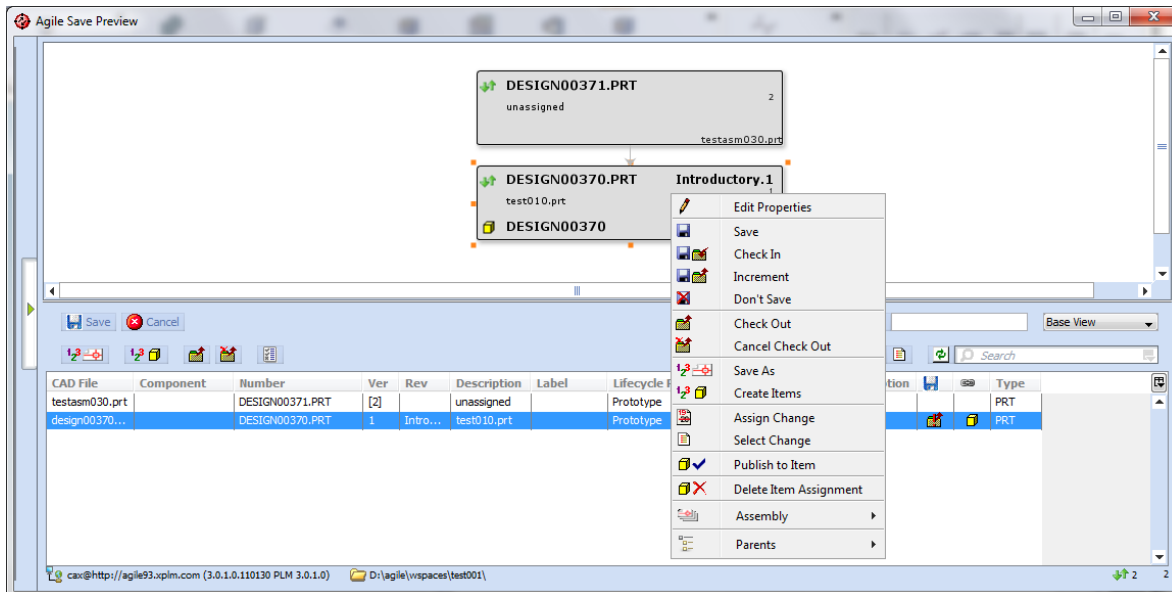 Agile Save Preview
DESIGN00371.PRT
2
unassigned
testasm030.prt
DESIGN00370.PRT Introductory.1
test010.prt
DESIGN00370
Edit Properties
Save
Check In
Increment
Don't Save
Check Out
Cancel Check Out
Save As
Create Items
Assign Change
Select Change
Publish to Item
Delete Item Assignment
Assembly
Parents
Save Cancel Base View
Search
CAD File Component Number Ver Rev Description Label Lifecycle Type
testasm030.prt DESIGN00371.PRT [2] unassigned Prototype PRT
design00370... DESIGN00370.PRT 1 Intro... test010.prt Prototype PRT
cax@http://agile93.xplm.com (3.0.1.0.110130 PLM 3.0.1.0) D:\agile\wspaces\test001\ 2 2